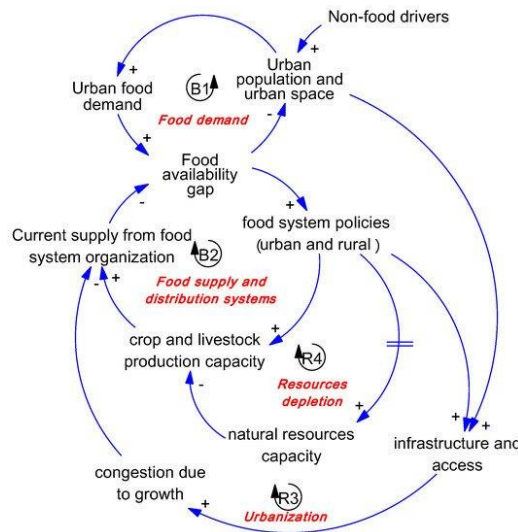 Non-food drivers
+
+
Urban
population and
urban space
Urban food
demand
B1
Food demand
+
-
Food
availability
gap
-
+
food system policies
(urban and rural )
Current supply from food
system organization
B2
-
+
Food supply and
distribution systems
+
crop and livestock
production capacity
R4
-
Resources
depletion
+
+
+
natural resources
capacity
infrastructure and
access
congestion due
to growth
R3
+
Urbanization